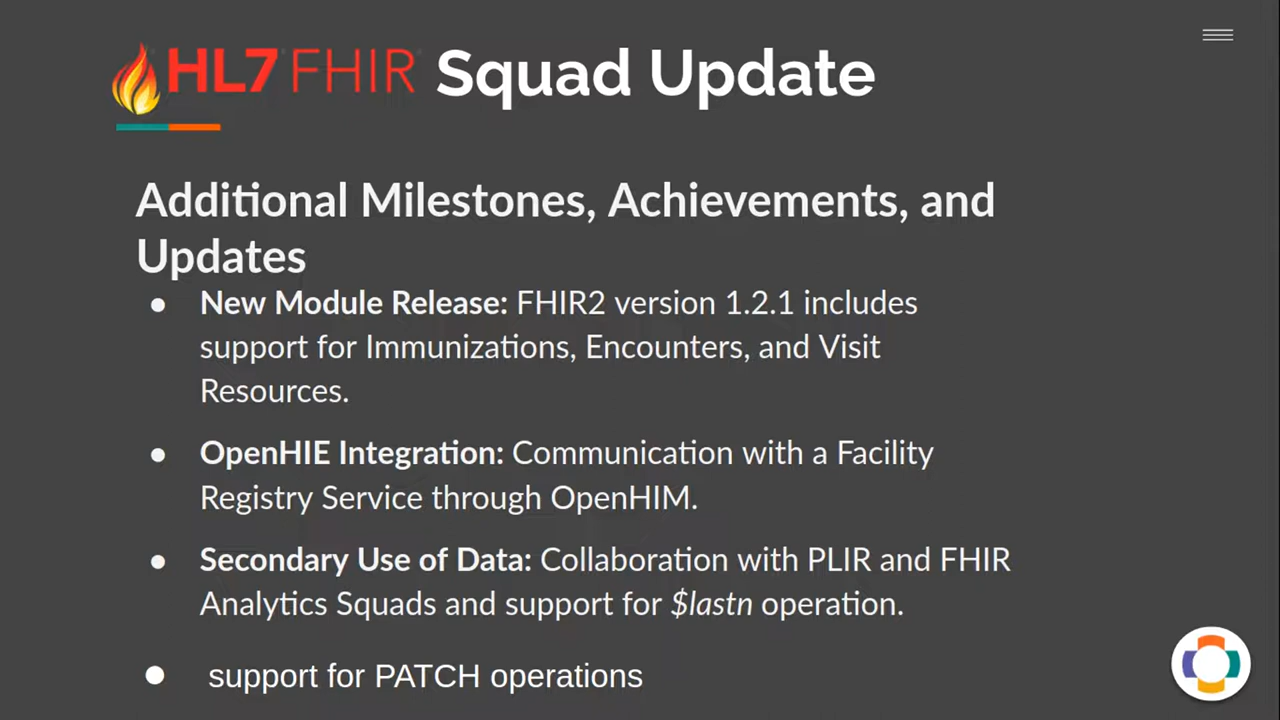 HL7 FHIR Squad Update
Additional Milestones, Achievements, and
Updates
● New Module Release: FHIR2 version 1.2.1 includes
support for Immunizations, Encounters, and Visit
Resources.
● OpenHIE Integration: Communication with a Facility
Registry Service through OpenHIM.
● Secondary Use of Data: Collaboration with PLIR and FHIR
Analytics Squads and support for $lastn operation.
● support for PATCH operations